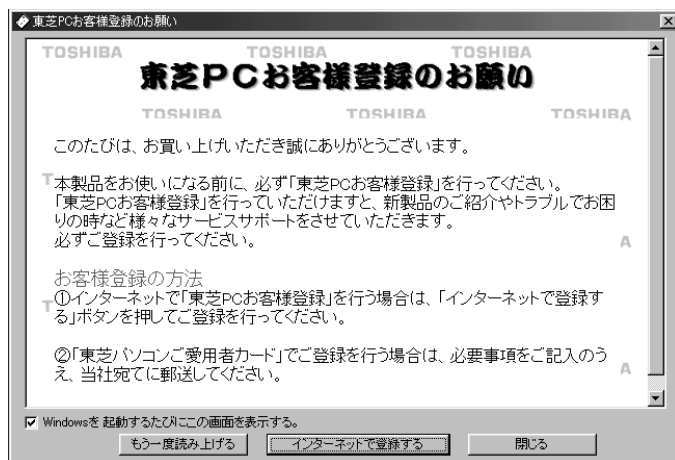 東芝PCお客様登録のお願い
TOSHIBA TOSHIBA TOSHIBA
東芝PCお客様登録のお願い
TOSHIBA TOSHIBA TOSHIBA
このたびは、お買い上げいただき誠にありがとうございます。
本製品をお使いになる前に、必ず「東芝PCお客様登録」を行ってください。
「東芝PCお客様登録」を行っていただけますと、新製品のご紹介やトラブルでお困
りの時など様々なサービスサポートをさせていただきます。
必ずご登録を行ってください。
お客様登録の方法
①インターネットで「東芝PCお客様登録」を行う場合は、「インターネットで登録す
る」ボタンを押してご登録を行ってください。
②「東芝パソコンご愛用者カード」でご登録を行う場合は、必要事項をご記入のう
え、当社宛てに郵送してください。
Windowsを 起動するたびにこの画面を表示する。
もう一度読み上げる インターネットで登録する 閉じる